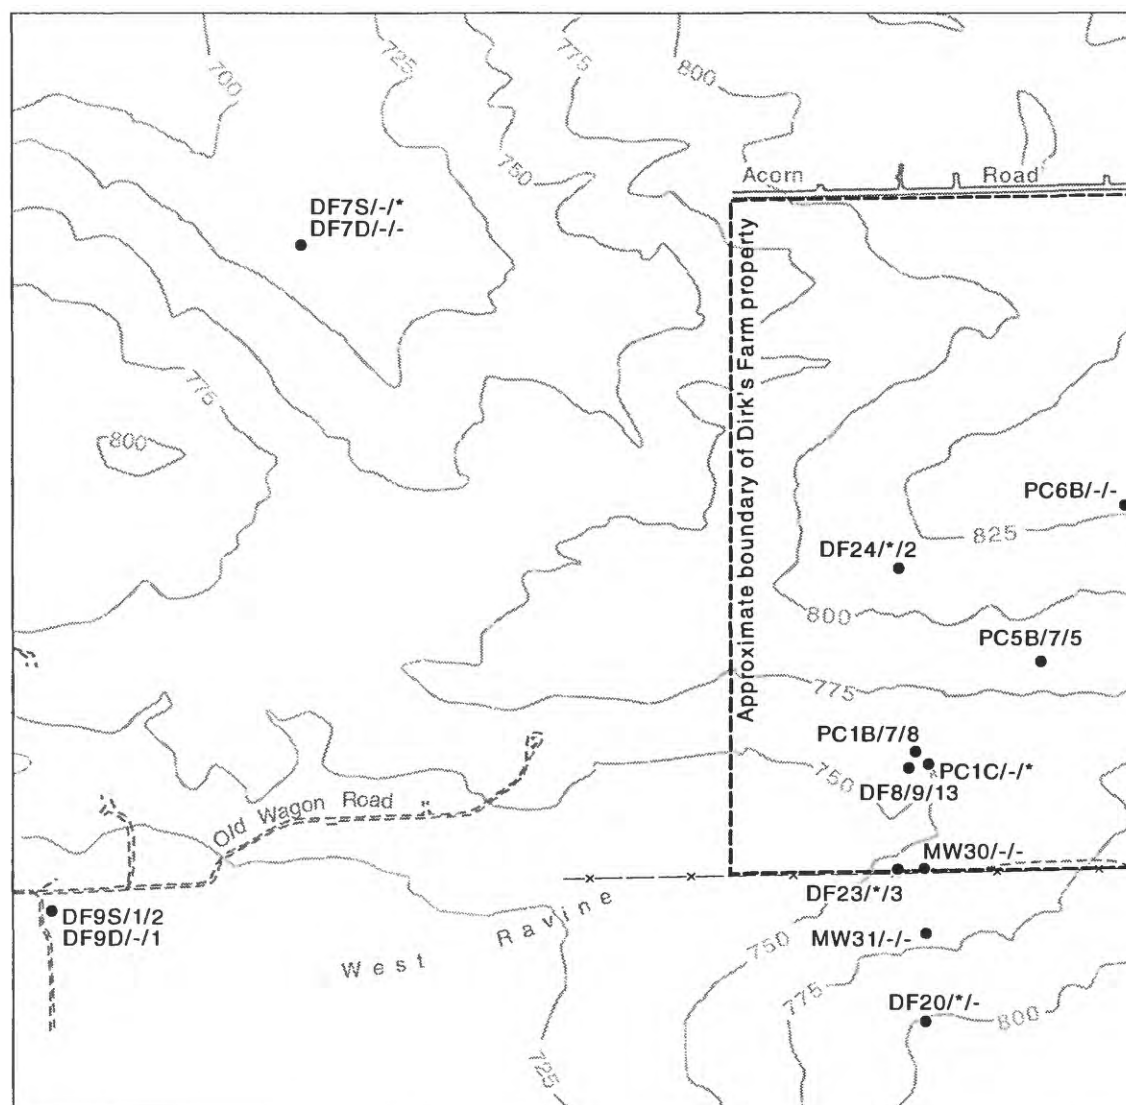 700
725
775
800
750
Acorn Road
DF7S/-/*
DF7D/-/-
Approximate boundary of Dirk's Farm property
775
800
PC6B/-/-
825
DF24/*/2
800
PC5B/7/5
775
PC1B/7/8
PC1C/-/*
750
DF8/9/13
Old Wagon Road
MW30/-/-
DF23/*/3
DF9S/1/2
DF9D/-/1
West Ravine
MW31/-/-
750
775
DF20/*/-
800
725